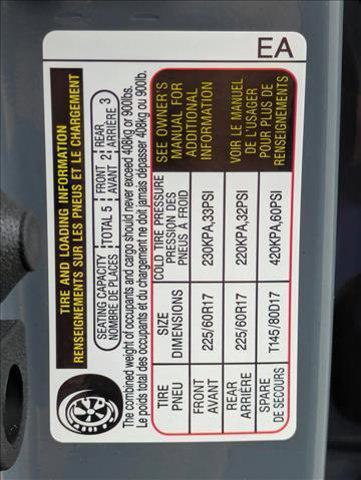 EA
TIRE AND LOADING INFORMATION
RENSEIGNEMENTS SUR LES PNEUS ET LE CHARGEMENT
SEATING CAPACITY TOTAL 5 FRONT 2 REAR 3
NOMBRE DE PLACES AVANT ARRIÈRE
The combined weight of occupants and cargo should never exceed 408kg or 900lbs.
Le poids total des occupants et du chargement ne doit jamais dépasser 408kg ou 900lb.
TIRE SIZE COLD TIRE PRESSURE
PNEU DIMENSIONS PRESSION DES
PNEUS À FROID
FRONT 225/60R17 230KPA,33PSI
AVANT
REAR 225/60R17 220KPA,32PSI
ARRIÈRE
SPARE T145/80D17 420KPA,60PSI
DE SECOURS
SEE OWNER'S
MANUAL FOR
ADDITIONAL
INFORMATION
VOIR LE MANUEL
DE L'USAGER
POUR PLUS DE
RENSEIGNEMENTS